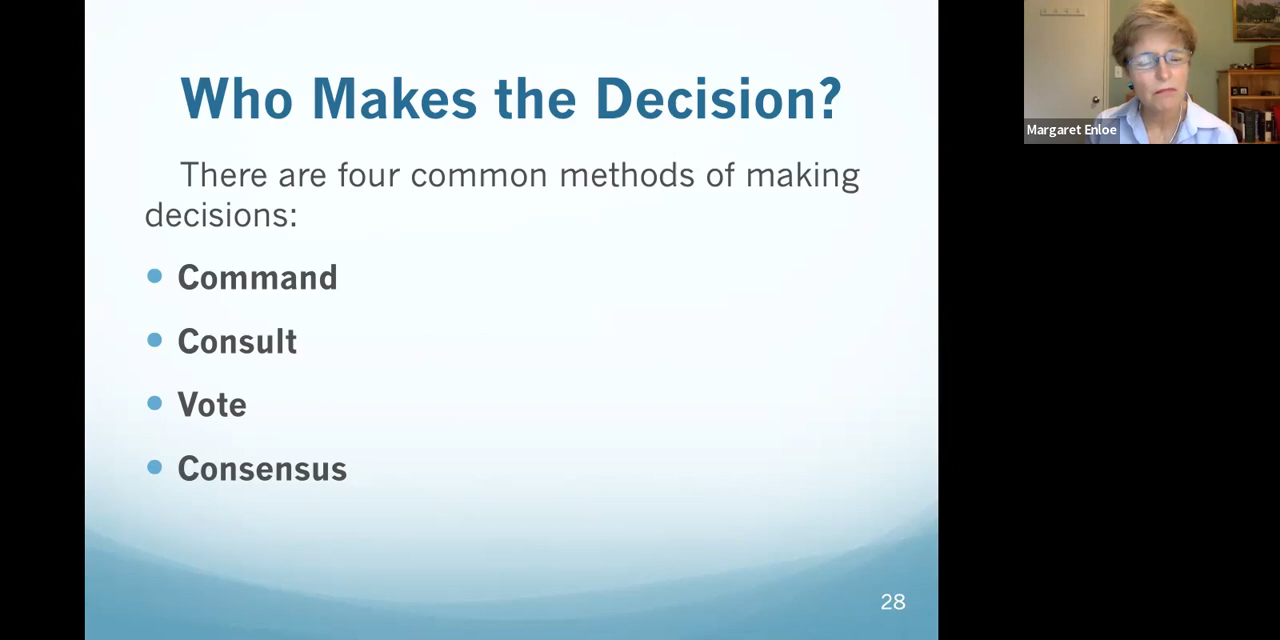 Who Makes the Decision?
There are four common methods of making
decisions:
Command
Consult
Vote
Consensus
28
Margaret Enloe